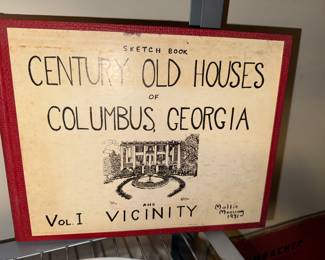 SKETCH BOOK
CENTURY OLD HOUSES
OF
COLUMBUS, GEORGIA
AND
VOL. I VICINITY